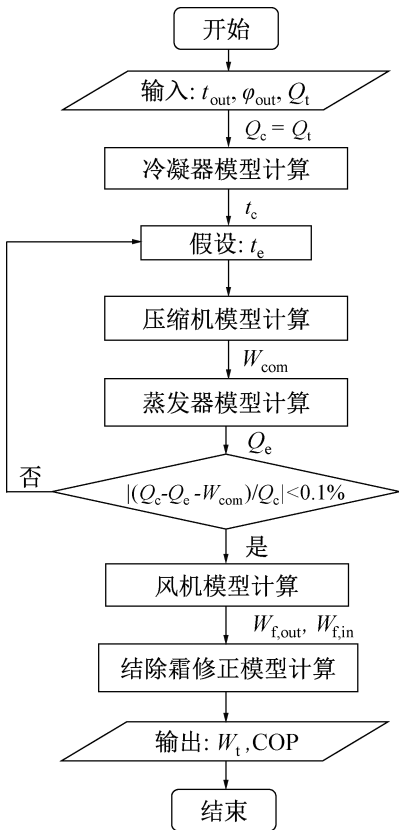 开始
输入: t_out, φ_out, Q_t
Q_c = Q_t
冷凝器模型计算
t_c
假设: t_e
压缩机模型计算
W_com
蒸发器模型计算
Q_e
否
|(Q_c-Q_e-W_com)/Q_c|<0.1%
是
风机模型计算
W_f,out, W_f,in
结除霜修正模型计算
输出: W_t,COP
结束